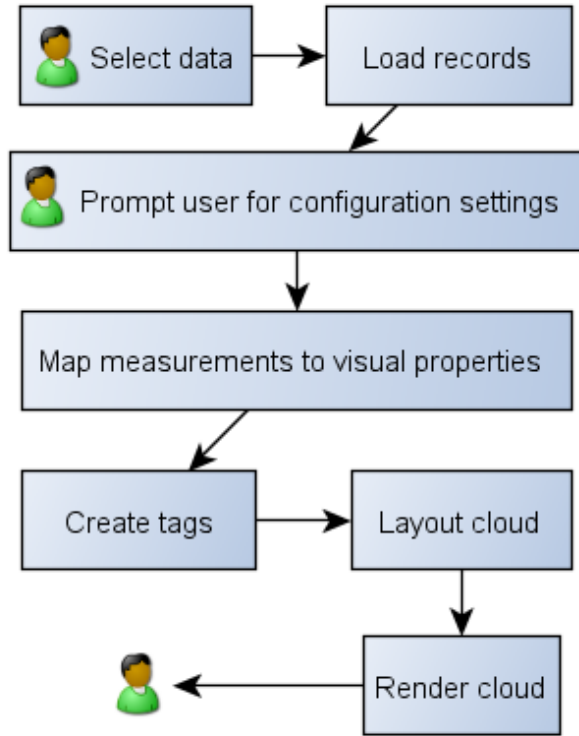 Select data
Load records
Prompt user for configuration settings
Map measurements to visual properties
Create tags
Layout cloud
Render cloud